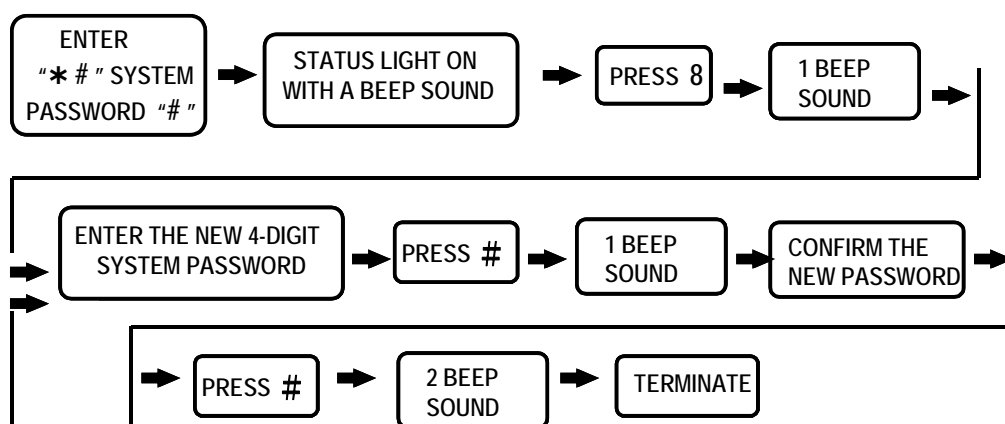 ENTER
“* # ” SYSTEM
PASSWORD “# ”
STATUS LIGHT ON
WITH A BEEP SOUND
PRESS 8
1 BEEP
SOUND
ENTER THE NEW 4-DIGIT
SYSTEM PASSWORD
PRESS #
1 BEEP
SOUND
CONFIRM THE
NEW PASSWORD
PRESS #
2 BEEP
SOUND
TERMINATE